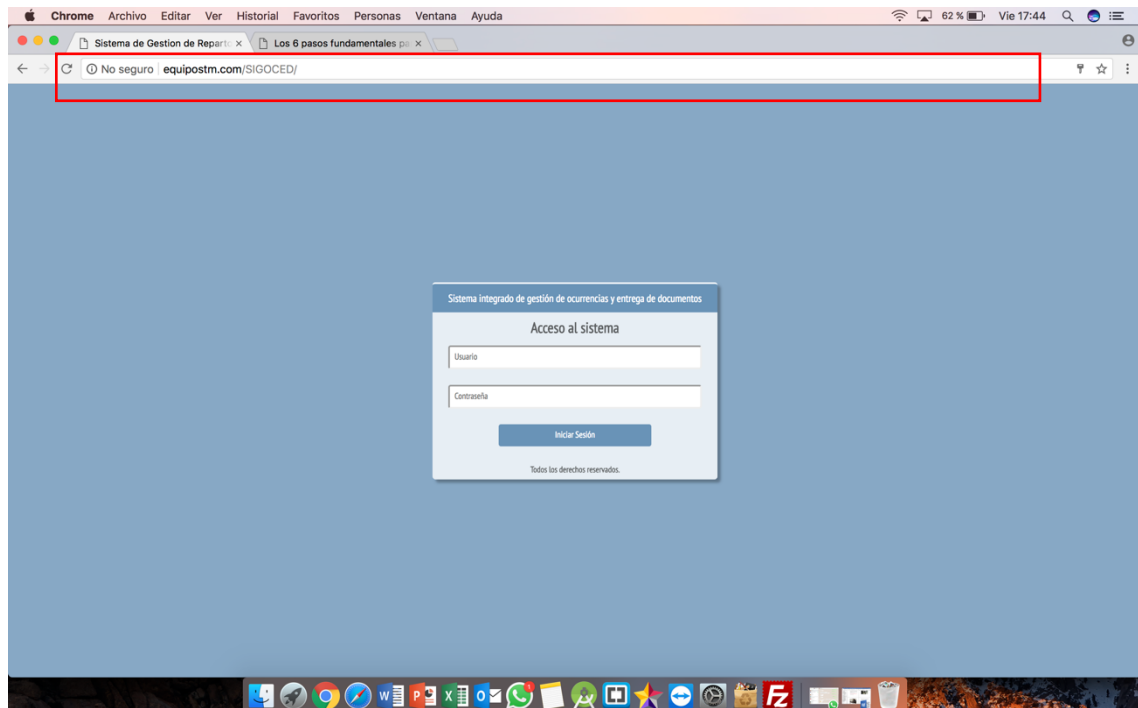 Chrome Archivo Editar Ver Historial Favoritos Personas Ventana Ayuda 62 % Vie 17:44
Sistema de Gestion de Reparto Los 6 pasos fundamentales pa
No seguro equipostm.com/SIGOCED/
Sistema integrado de gestión de ocurrencias y entrega de documentos
Acceso al sistema
Usuario
Contraseña
Iniciar Sesión
Todos los derechos reservados.